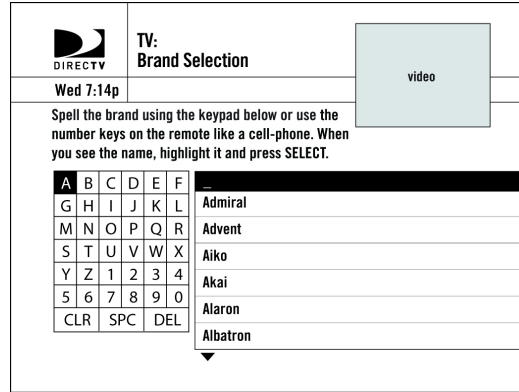 DIRECTV
TV:
Brand Selection
video
Wed 7:14p
Spell the brand using the keypad below or use the
number keys on the remote like a cell-phone. When
you see the name, highlight it and press SELECT.
A B C D E F
G H I J K L
M N O P Q R
S T U V W X
Y Z 1 2 3 4
5 6 7 8 9 0
CLR SPC DEL
_
Admiral
Advent
Aiko
Akai
Alaron
Albatron